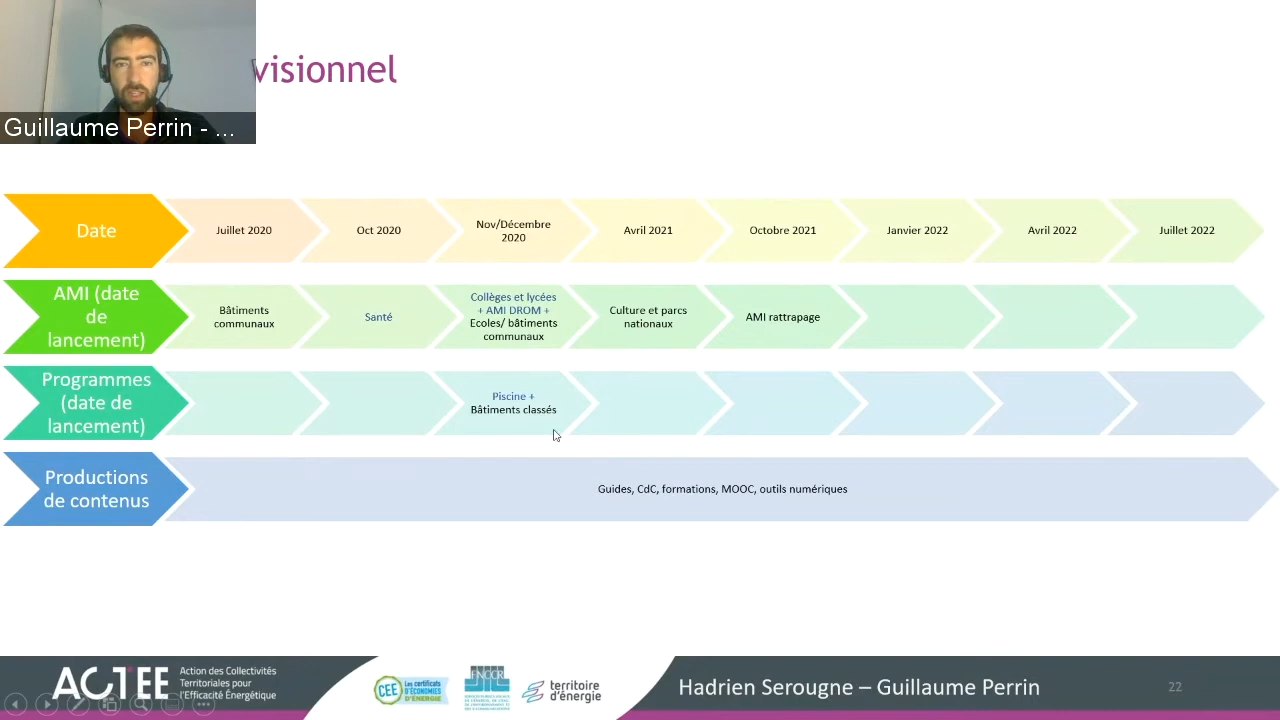 visionnel
Guillaume Perrin - ...
Date
Juillet 2020
Oct 2020
Nov/Décembre
2020
Avril 2021
Octobre 2021
Janvier 2022
Avril 2022
Juillet 2022
AMI (date
de
lancement)
Bâtiments
communaux
Santé
Collèges et lycées
+ AMI DROM +
Ecoles/ bâtiments
communaux
Culture et parcs
nationaux
AMI rattrapage
Programmes
(date de
lancement)
Piscine +
Bâtiments classés
Productions
de contenus
Guides, CdC, formations, MOOC, outils numériques
ACTEE
Action des Collectivités
Territoriales pour
l'Efficacité Énergétique
CEE
Les certificats
D'ÉCONOMIES
D'ÉNERGIE
FNCCR
territoire
d'énergie
Hadrien Serougne – Guillaume Perrin
22